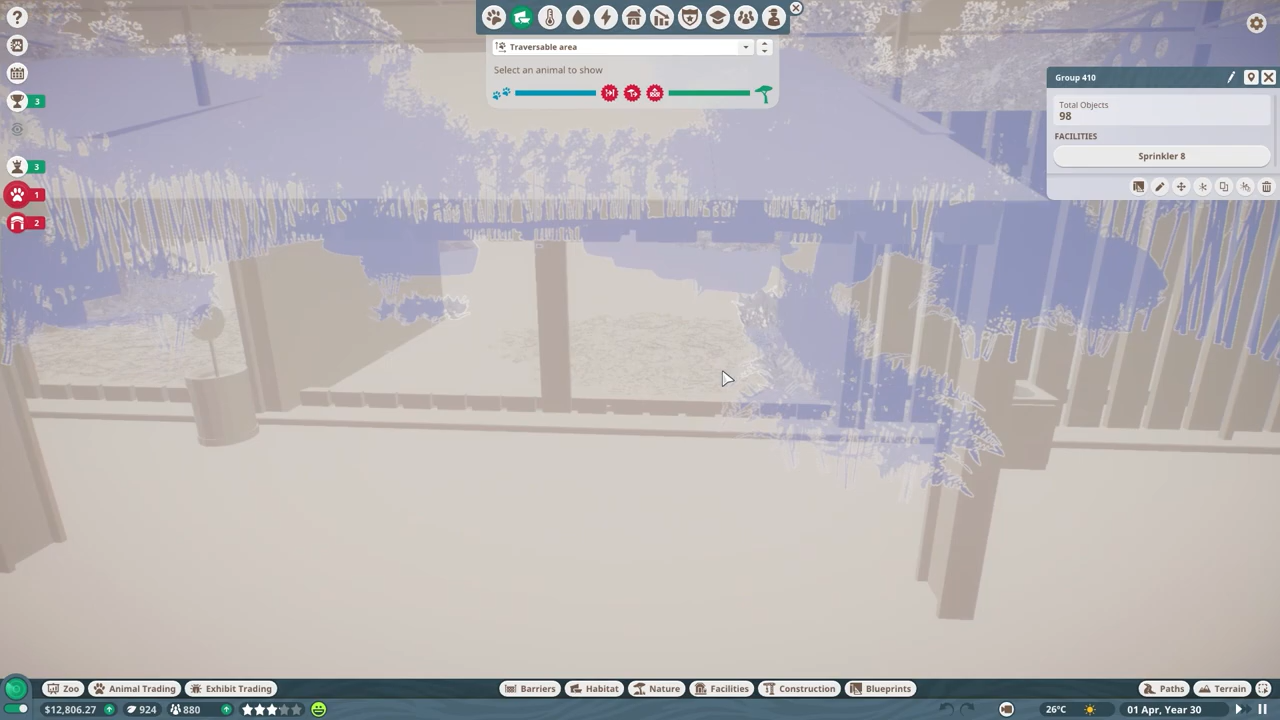 Traversable area
Select an animal to show
3
3
1
2
Group 410
Total Objects
98
FACILITIES
Sprinkler 8
Zoo
Animal Trading
Exhibit Trading
Barriers
Habitat
Nature
Facilities
Construction
Blueprints
Paths
Terrain
$12,806.27
924
880
26°C
01 Apr, Year 30